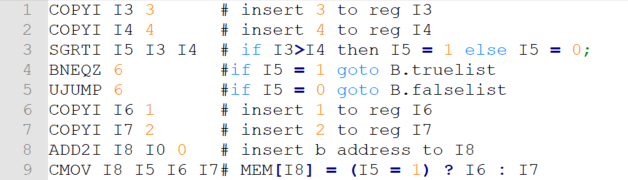 1 COPYI I3 3 # insert 3 to reg I3
2 COPYI I4 4 # insert 4 to reg I4
3 SGRTI I5 I3 I4 # if I3>I4 then I5 = 1 else I5 = 0;
4 BNEQZ 6 #if I5 = 1 goto B.truelist
5 UJUMP 6 #if I5 = 0 goto B.falselist
6 COPYI I6 1 # insert 1 to reg I6
7 COPYI I7 2 # insert 2 to reg I7
8 ADD2I I8 I0 0 # insert b address to I8
9 CMOV I8 I5 I6 I7# MEM[I8] = (I5 = 1) ? I6 : I7